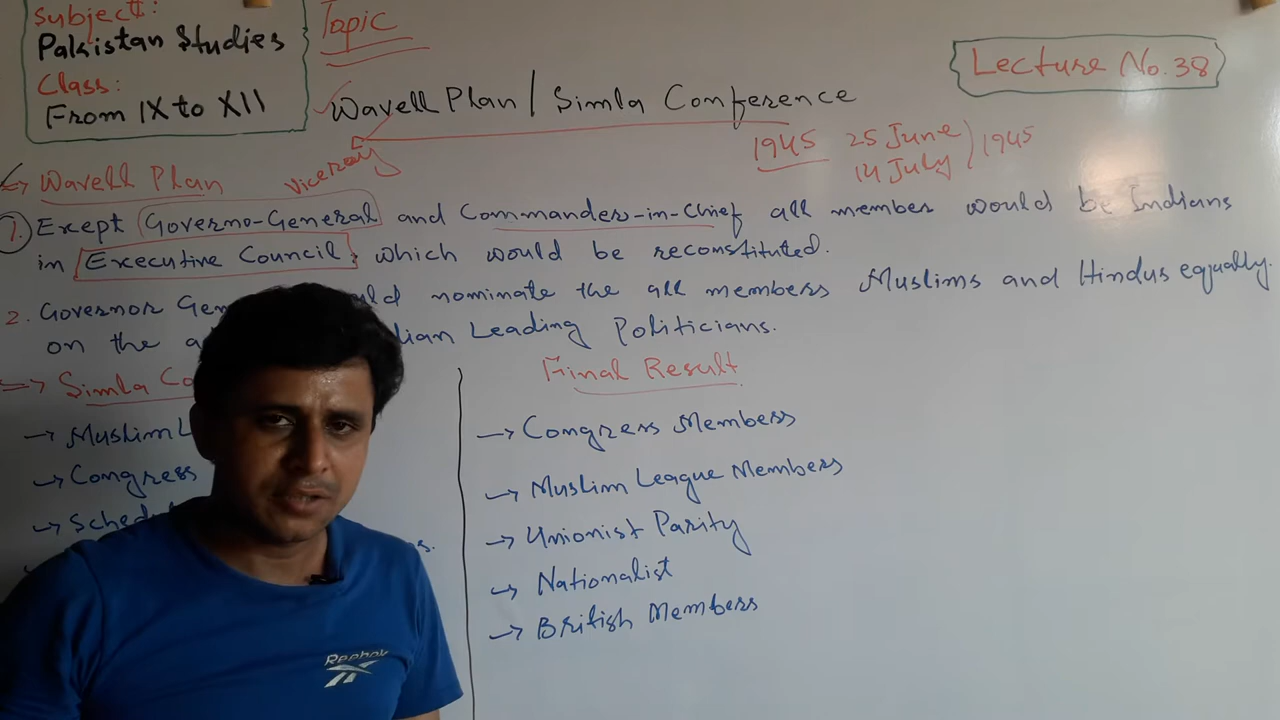 Subject:
Pakistan Studies
Class:
From IX to XII
Topic
Wavell Plan / Simla Conference
Lecture No. 38
Viceroy
1945 25 June
14 July
1945
Wavell Plan
1. Except Governo-General and Commander-in-Chief all member would be Indians
in Executive Council, which would be reconstituted.
2. Governor Gen nominate the all members Muslims and Hindus equally.
on the Leading Politicians.
Simla
Final Result
Muslim
Congress
Congress Members
Muslim League Members
Unionist Parity
Nationalist
British Members
Reebok